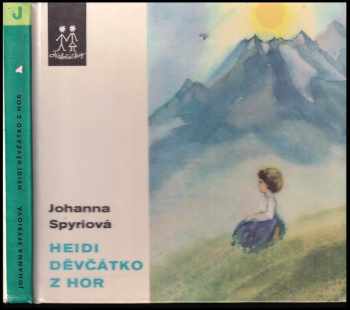 J
JOHANNA SPYRIOVÁ HEIDI DĚVČÁTKO Z HOR
Johanna
Spyriová
HEIDI
DĚVČÁTKO
Z HOR